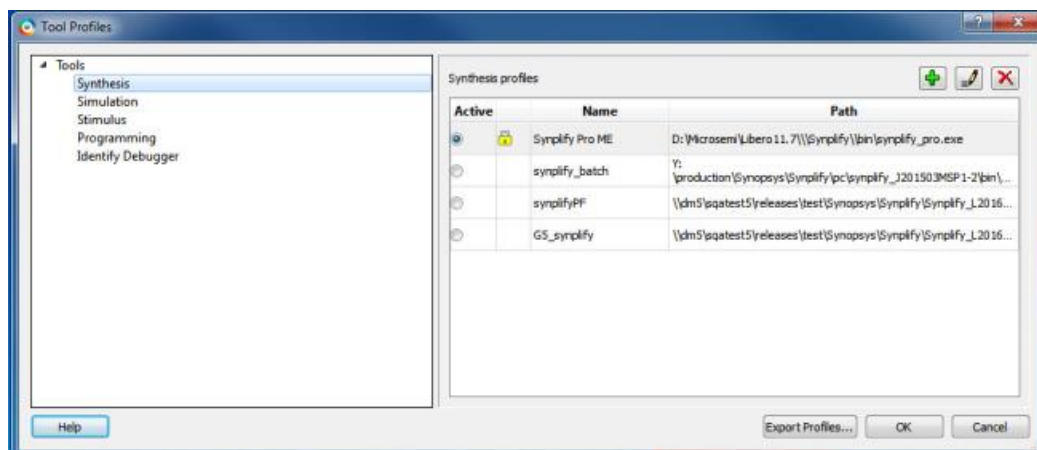 Tool Profiles
Tools
Synthesis
Simulation
Stimulus
Programming
Identify Debugger
Synthesis profiles
Active Name Path
Synplify Pro ME D:\Microsemi\Libero11.7\\\Synplify\\bin\synplify_pro.exe
synplify_batch Y:
\production\Synopsys\Synplify\pc\synplify_J201503MSP1-2\bin\...
synplifyPF \\dm5\sqatest5\releases\test\Synopsys\Synplify\Synplify_L2016...
GS_synplify \\dm5\sqatest5\releases\test\Synopsys\Synplify\Synplify_L2016...
Help Export Profiles... OK Cancel